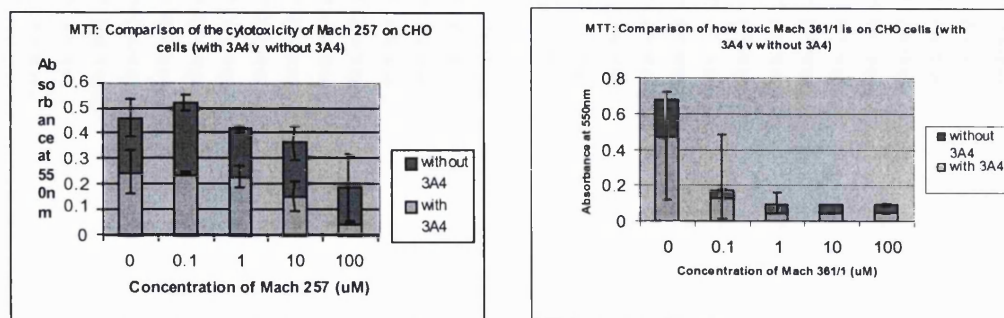 MTT: Comparison of the cytotoxicity of Mach 257 on CHO
cells (with 3A4 v without 3A4)
Ab
so
rb
an
ce
at
55
0n
m
0.6
0.5
0.4
0.3
0.2
0.1
0
0 0.1 1 10 100
Concentration of Mach 257 (uM)
without
3A4
with
3A4
MTT: Comparison of how toxic Mach 361/1 is on CHO cells (with
3A4 v without 3A4)
Absorbance at 550nm
0.8
0.6
0.4
0.2
0
0 0.1 1 10 100
Concentration of Mach 361/1 (uM)
without
3A4
with 3A4